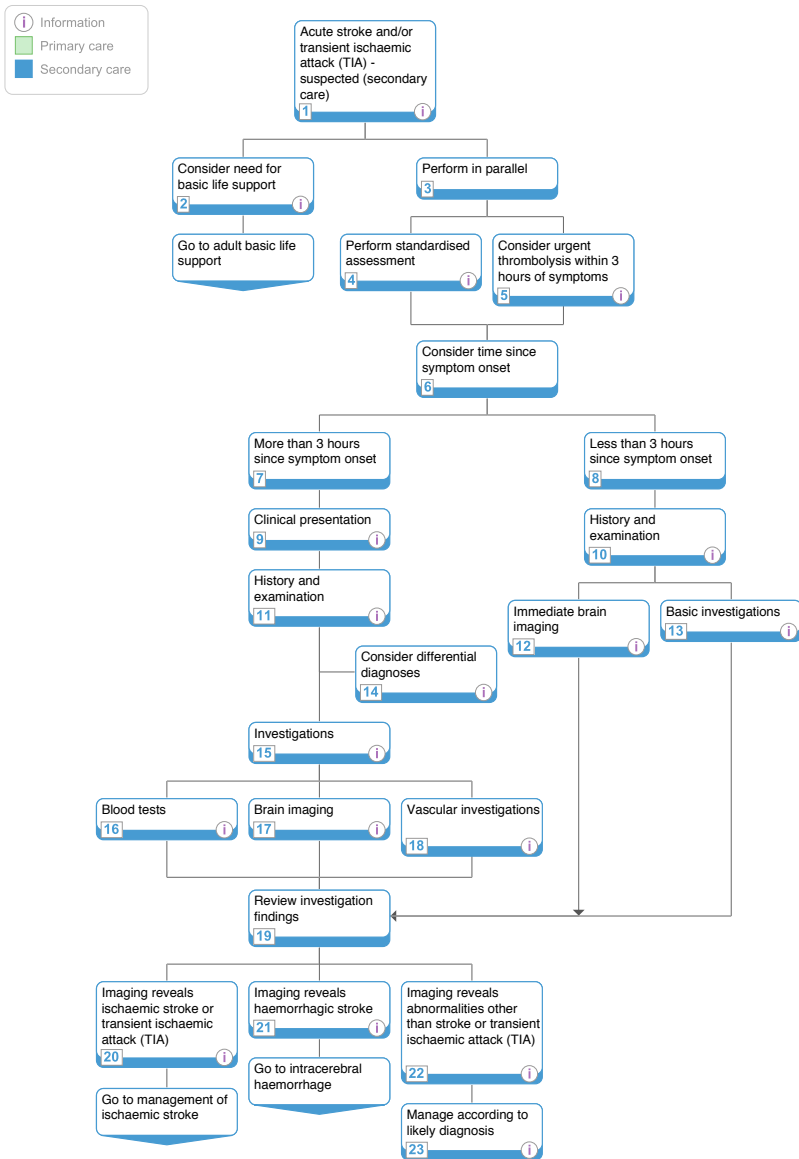 i Information
Primary care
Secondary care
Acute stroke and/or
transient ischaemic
attack (TIA) -
suspected (secondary
care)
1 i
Consider need for
basic life support
2 i
Perform in parallel
3
Go to adult basic life
support
Perform standardised
assessment
4 i
Consider urgent
thrombolysis within 3
hours of symptoms
5 i
Consider time since
symptom onset
6
More than 3 hours
since symptom onset
7
Less than 3 hours
since symptom onset
8
Clinical presentation
9 i
History and
examination
10 i
History and
examination
11 i
Immediate brain
imaging
12 i
Basic investigations
13 i
Consider differential
diagnoses
14 i
Investigations
15 i
Blood tests
16 i
Brain imaging
17 i
Vascular investigations
18 i
Review investigation
findings
19
Imaging reveals
ischaemic stroke or
transient ischaemic
attack (TIA)
20 i
Imaging reveals
haemorrhagic stroke
21 i
Imaging reveals
abnormalities other
than stroke or transient
ischaemic attack (TIA)
22 i
Go to management of
ischaemic stroke
Go to intracerebral
haemorrhage
Manage according to
likely diagnosis
23 i